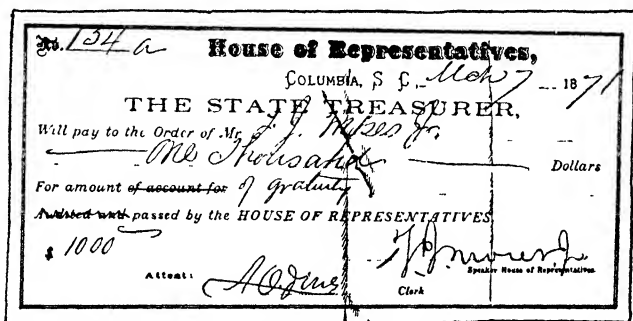 No. 154 a House of Representatives,
COLUMBIA, S. C., Mch 7 1871
THE STATE TREASURER,
Will pay to the Order of Mr. F. J. Moses Jr.
One Thousand Dollars
For amount of account for of gratuity
Audited and passed by the HOUSE OF REPRESENTATIVES
$ 1000
Attest: Speaker House of Representatives.
Clerk